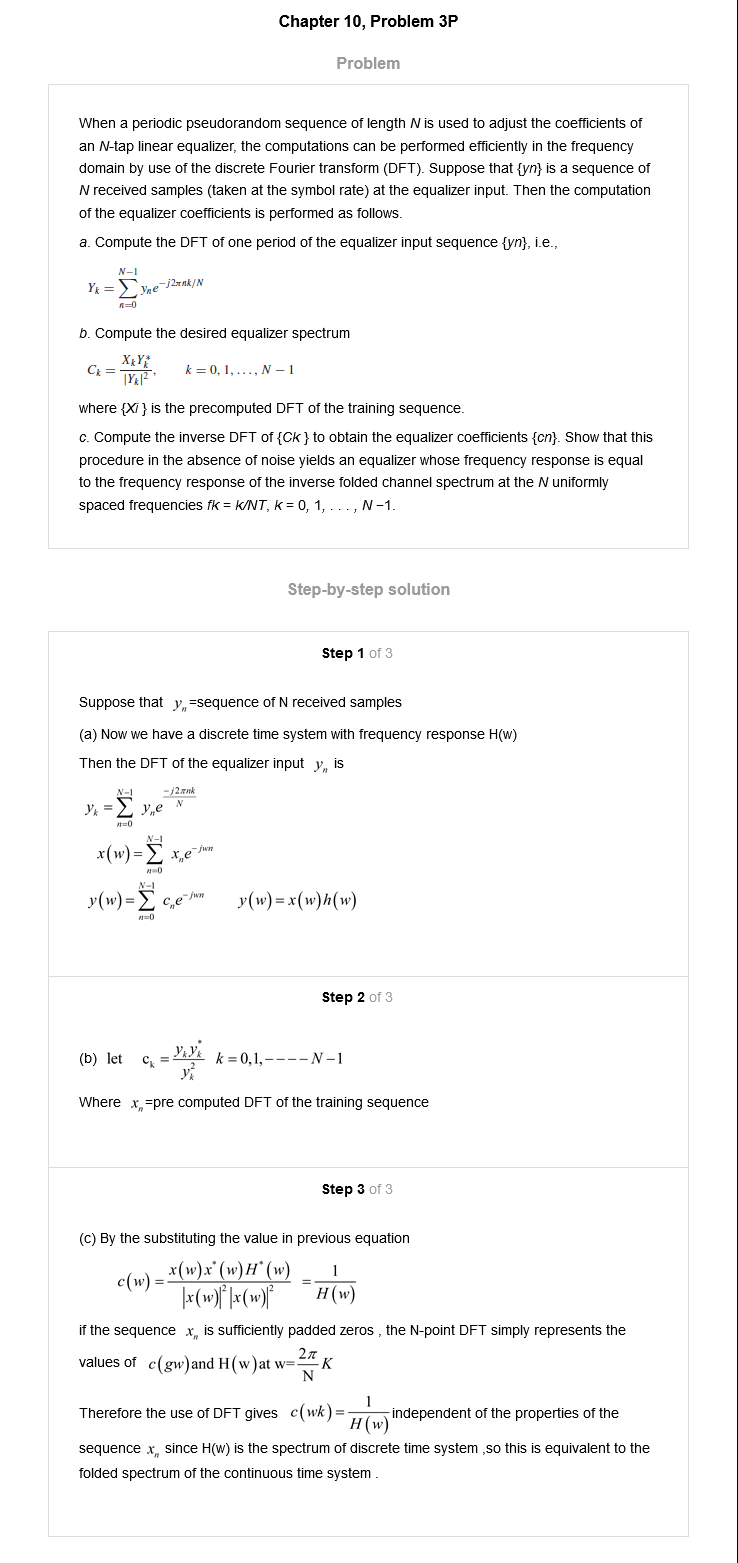 Chapter 10, Problem 3P
Problem
When a periodic pseudorandom sequence of length N is used to adjust the coefficients of
an N-tap linear equalizer, the computations can be performed efficiently in the frequency
domain by use of the discrete Fourier transform (DFT). Suppose that {yn} is a sequence of
N received samples (taken at the symbol rate) at the equalizer input. Then the computation
of the equalizer coefficients is performed as follows.
a. Compute the DFT of one period of the equalizer input sequence {yn}, i.e.,
Y_k = \sum_{n=0}^{N-1} y_n e^{-j2πnk/N}
b. Compute the desired equalizer spectrum
C_k = \frac{X_k Y_k^*}{|Y_k|^2}, k = 0, 1, . . . , N − 1
where {Xi } is the precomputed DFT of the training sequence.
c. Compute the inverse DFT of {Ck } to obtain the equalizer coefficients {cn}. Show that this
procedure in the absence of noise yields an equalizer whose frequency response is equal
to the frequency response of the inverse folded channel spectrum at the N uniformly
spaced frequencies fk = k/NT, k = 0, 1, . . . , N −1.
Step-by-step solution
Step 1 of 3
Suppose that y_n =sequence of N received samples
(a) Now we have a discrete time system with frequency response H(w)
Then the DFT of the equalizer input y_n is
y_k = \sum_{n=0}^{N-1} y_n e^{\frac{-j2πnk}{N}}
x(w) = \sum_{n=0}^{N-1} x_n e^{-jwn}
y(w) = \sum_{n=0}^{N-1} c_n e^{-jwn} y(w) = x(w)h(w)
Step 2 of 3
(b) let c_k = \frac{y_k y_k^*}{y_k^2} k = 0,1,−−−−N−1
Where x_n =pre computed DFT of the training sequence
Step 3 of 3
(c) By the substituting the value in previous equation
c(w) = \frac{x(w)x^*(w)H^*(w)}{|x(w)|^2|x(w)|^2} = \frac{1}{H(w)}
if the sequence x_n is sufficiently padded zeros , the N-point DFT simply represents the
values of c(gw)and H(w)at w=\frac{2π}{N}K
Therefore the use of DFT gives c(wk) = \frac{1}{H(w)} independent of the properties of the
sequence x_n since H(w) is the spectrum of discrete time system ,so this is equivalent to the
folded spectrum of the continuous time system .